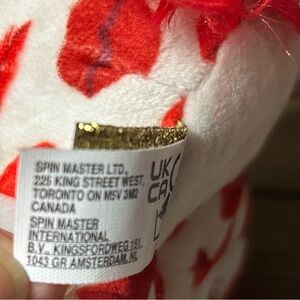 SPIN MASTER LTD.
225 KING STREET WEST,
TORONTO ON M5V 3M2
CANADA
SPIN MASTER
INTERNATIONAL
B.V., KINGSFORDWEG 151,
1043 GR AMSTERDAM, NL
UK
CA